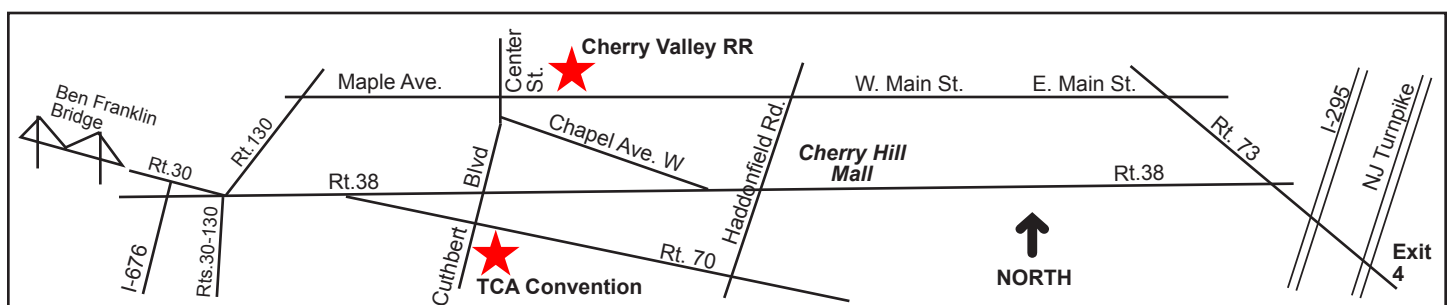 Center
St.
Cherry Valley RR
Maple Ave.
W. Main St.
E. Main St.
Ben Franklin
Bridge
Rt.130
Rt.30
Chapel Ave. W
Haddonfield Rd.
Cherry Hill
Mall
Rt. 73
I-295
NJ Turnpike
Rt.38
Blvd
Rt.38
I-676
Rts.30-130
Cuthbert
Rt. 70
TCA Convention
NORTH
Exit
4